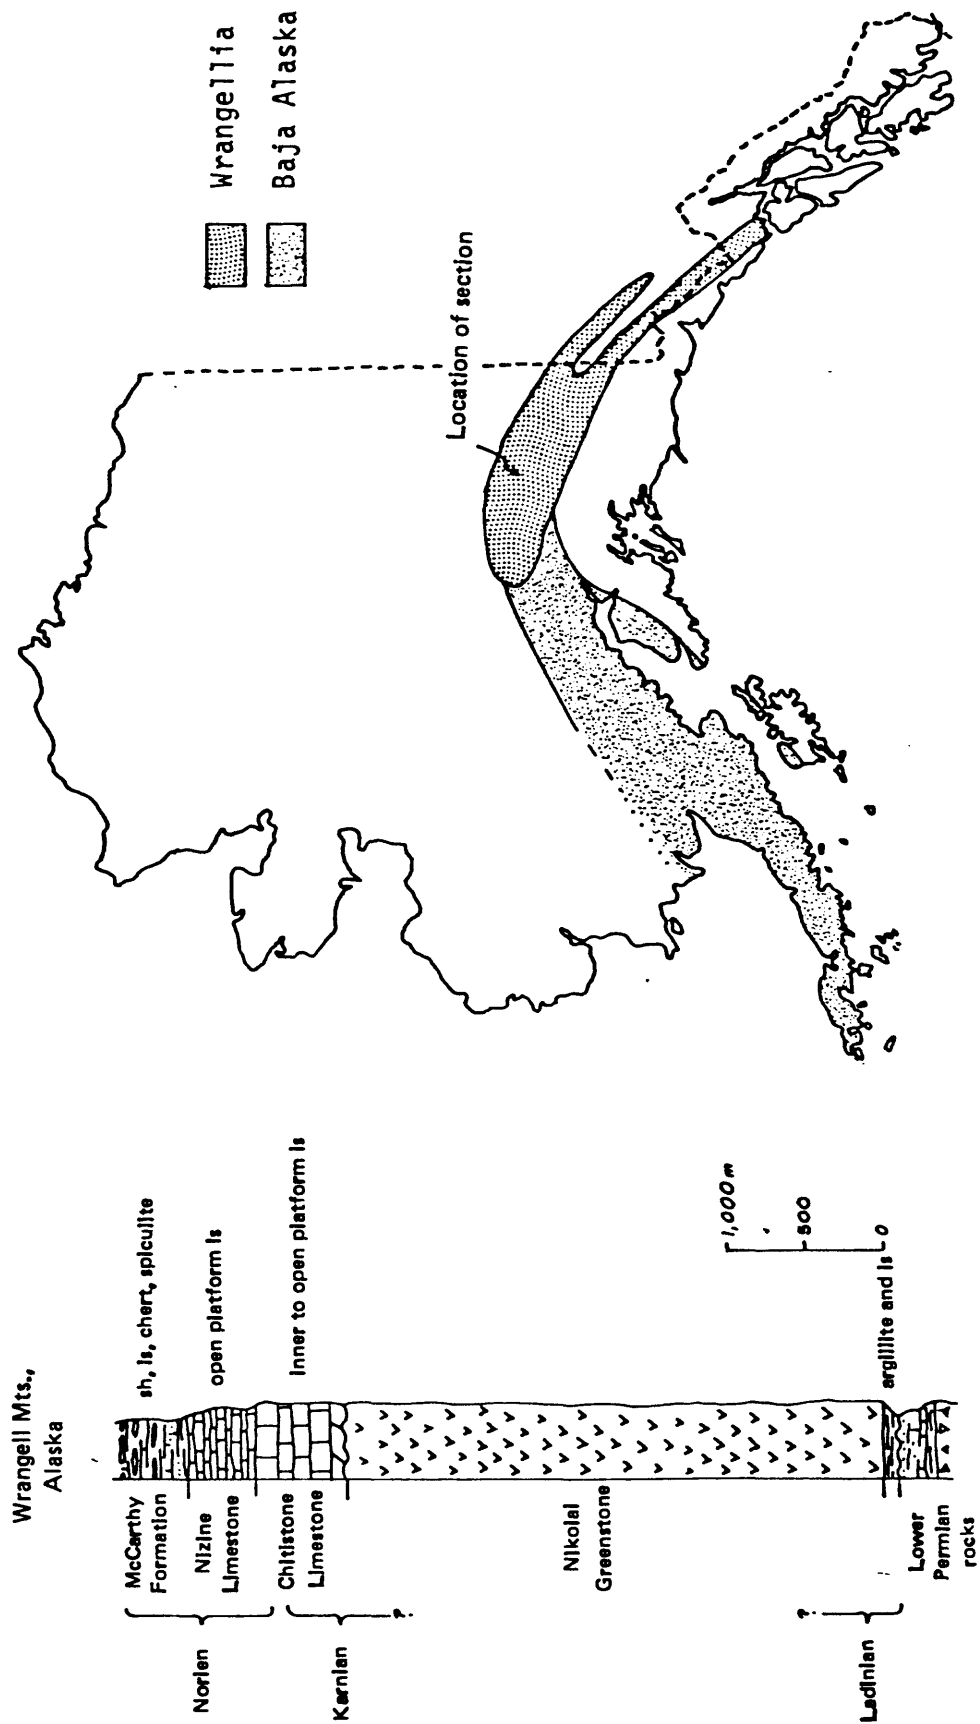 Wrangell Mts.,
Alaska
McCarthy
Formation
Nizine
Limestone
Chitistone
Limestone
Nikolai
Greenstone
Lower
Permian
rocks
Norien
Karnian
?
?
Ladinian
sh, ls, chert, spiculite
open platform ls
inner to open platform ls
argillite and ls
1,000 m
500
0
Wrangellia
Baja Alaska
Location of section